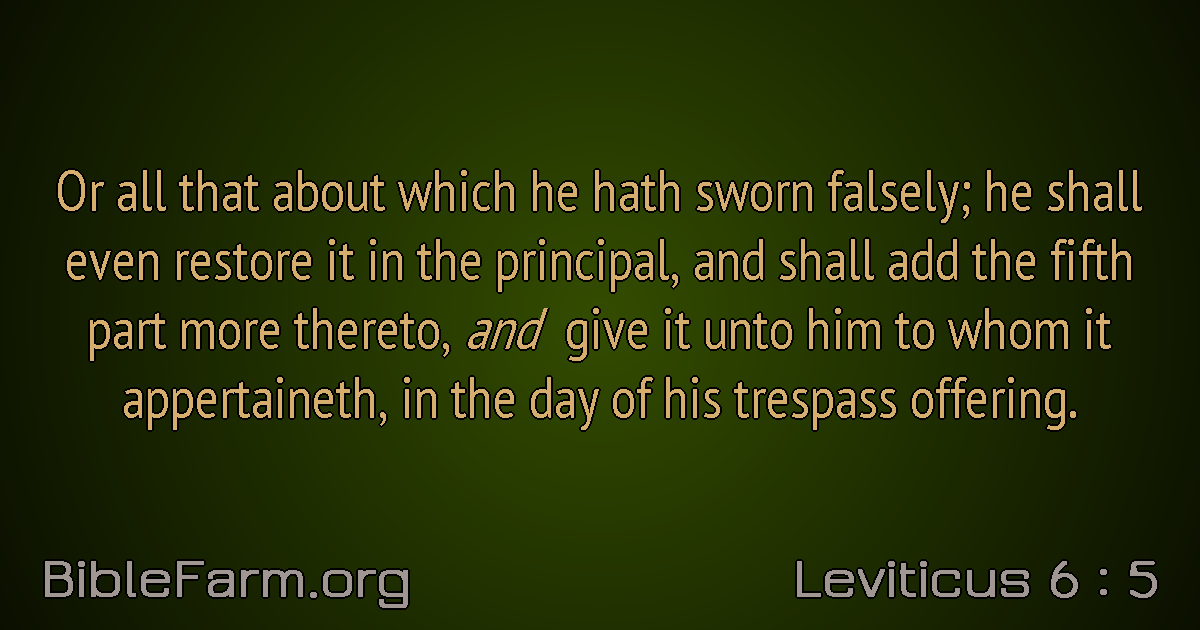 Or all that about which he hath sworn falsely; he shall
even restore it in the principal, and shall add the fifth
part more thereto, and give it unto him to whom it
appertaineth, in the day of his trespass offering.
BibleFarm.org
Leviticus 6 : 5